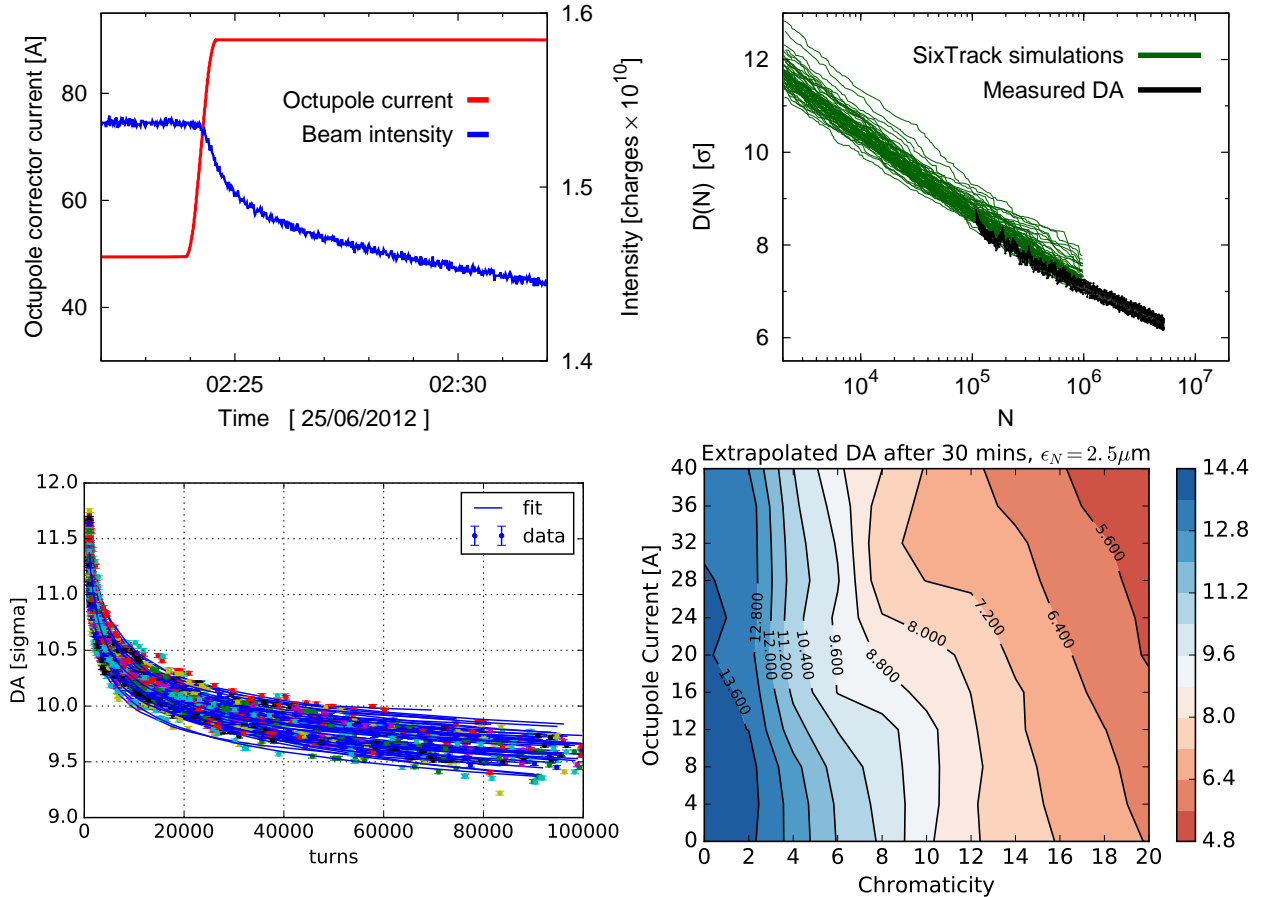 1.6
80
60
40
Octupole corrector current [A]
Octupole current
Beam intensity
1.5
1.4
Intensity [charges × 10^10]
02:25 02:30
Time [ 25/06/2012 ]
12
10
8
6
D(N) [σ]
SixTrack simulations
Measured DA
10^4 10^5 10^6 10^7
N
12.0
11.5
11.0
10.5
10.0
9.5
9.0
DA [sigma]
fit
data
0 20000 40000 60000 80000 100000
turns
Extrapolated DA after 30 mins, ϵ_N = 2.5μm
40
36
32
28
24
20
16
12
8
4
0
Octupole Current [A]
13.600
12.800
12.000
11.200
10.400
9.600
8.800
8.000
7.200
6.400
5.600
0 2 4 6 8 10 12 14 16 18 20
Chromaticity
14.4
12.8
11.2
9.6
8.0
6.4
4.8